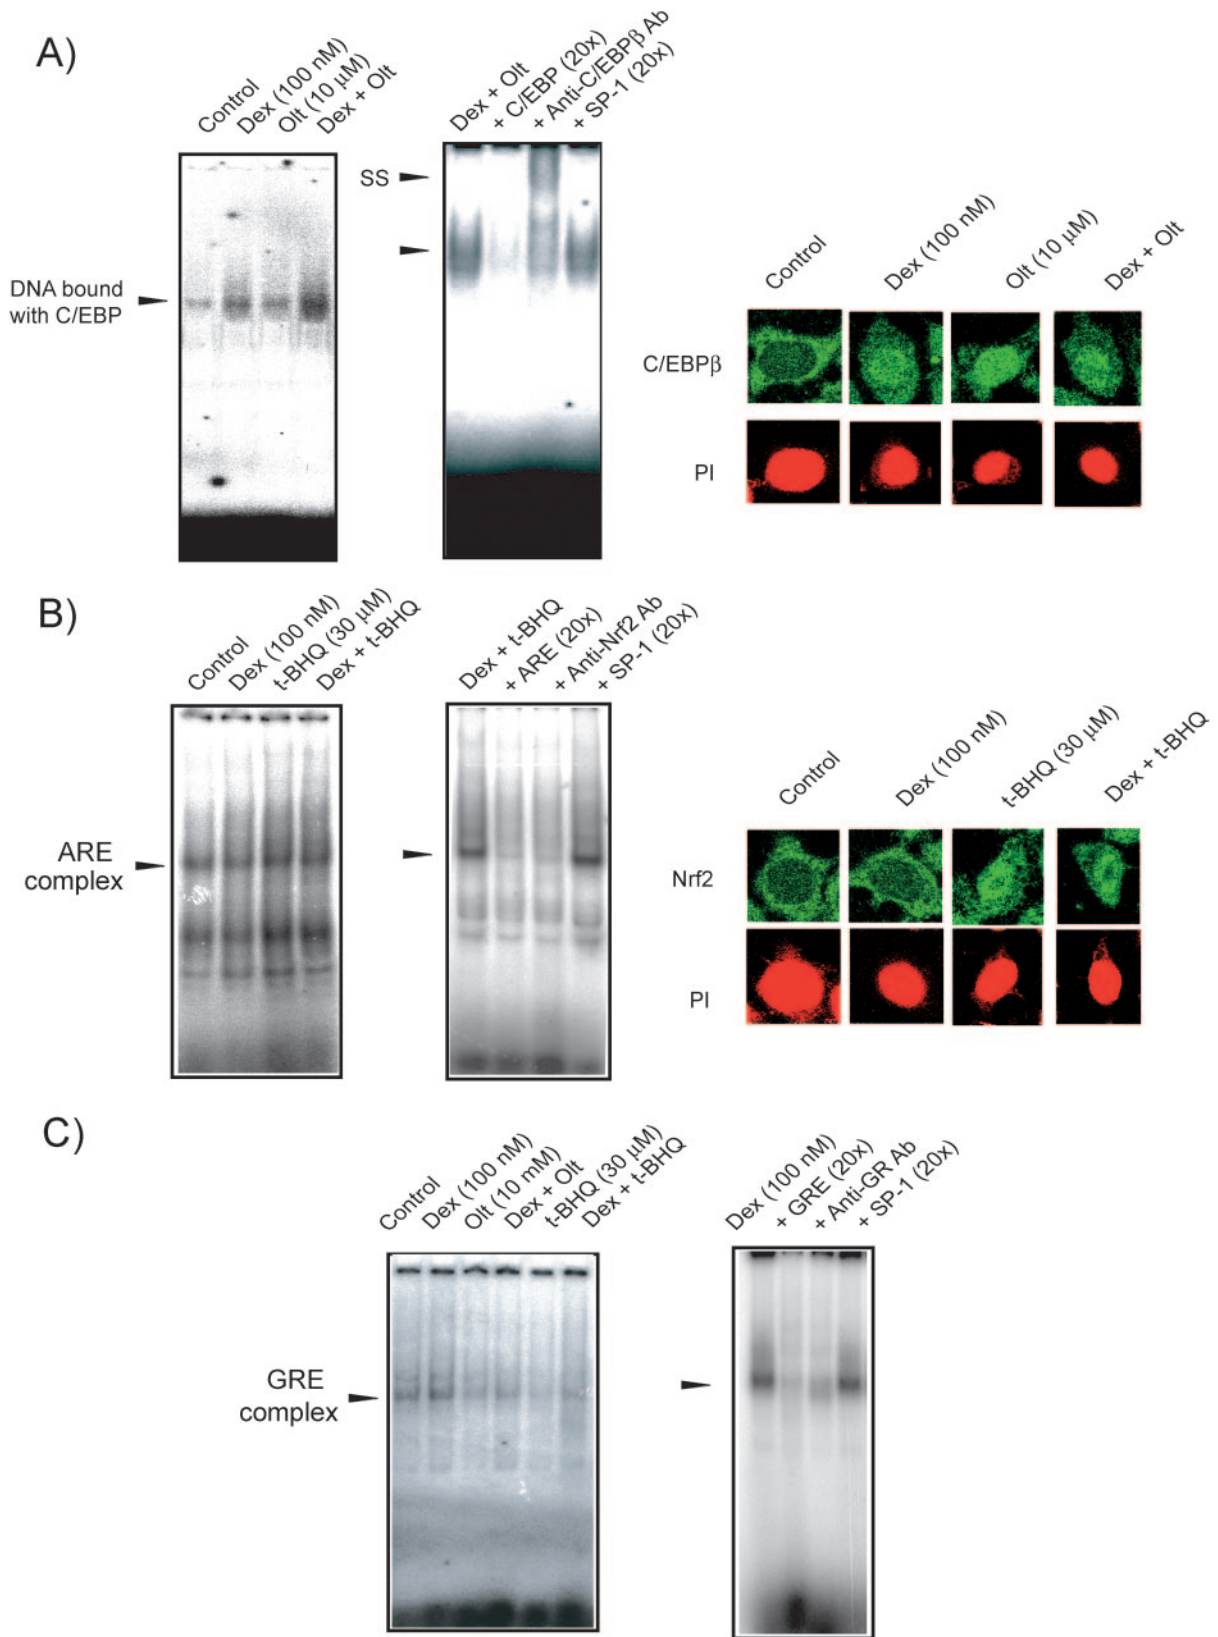 A)
Control
Dex (100 nM)
Olt (10 μM)
Dex + Olt
Dex + Olt
+ C/EBP (20x)
+ Anti-C/EBPβ Ab
+ SP-1 (20x)
SS
DNA bound
with C/EBP
Control
Dex (100 nM)
Olt (10 μM)
Dex + Olt
C/EBPβ
PI
B)
Control
Dex (100 nM)
t-BHQ (30 μM)
Dex + t-BHQ
Dex + t-BHQ
+ ARE (20x)
+ Anti-Nrf2 Ab
+ SP-1 (20x)
ARE
complex
Control
Dex (100 nM)
t-BHQ (30 μM)
Dex + t-BHQ
Nrf2
PI
C)
Control
Dex (100 nM)
Olt (10 mM)
Dex + Olt
t-BHQ (30 μM)
Dex + t-BHQ
Dex (100 nM)
+ GRE (20x)
+ Anti-GR Ab
+ SP-1 (20x)
GRE
complex